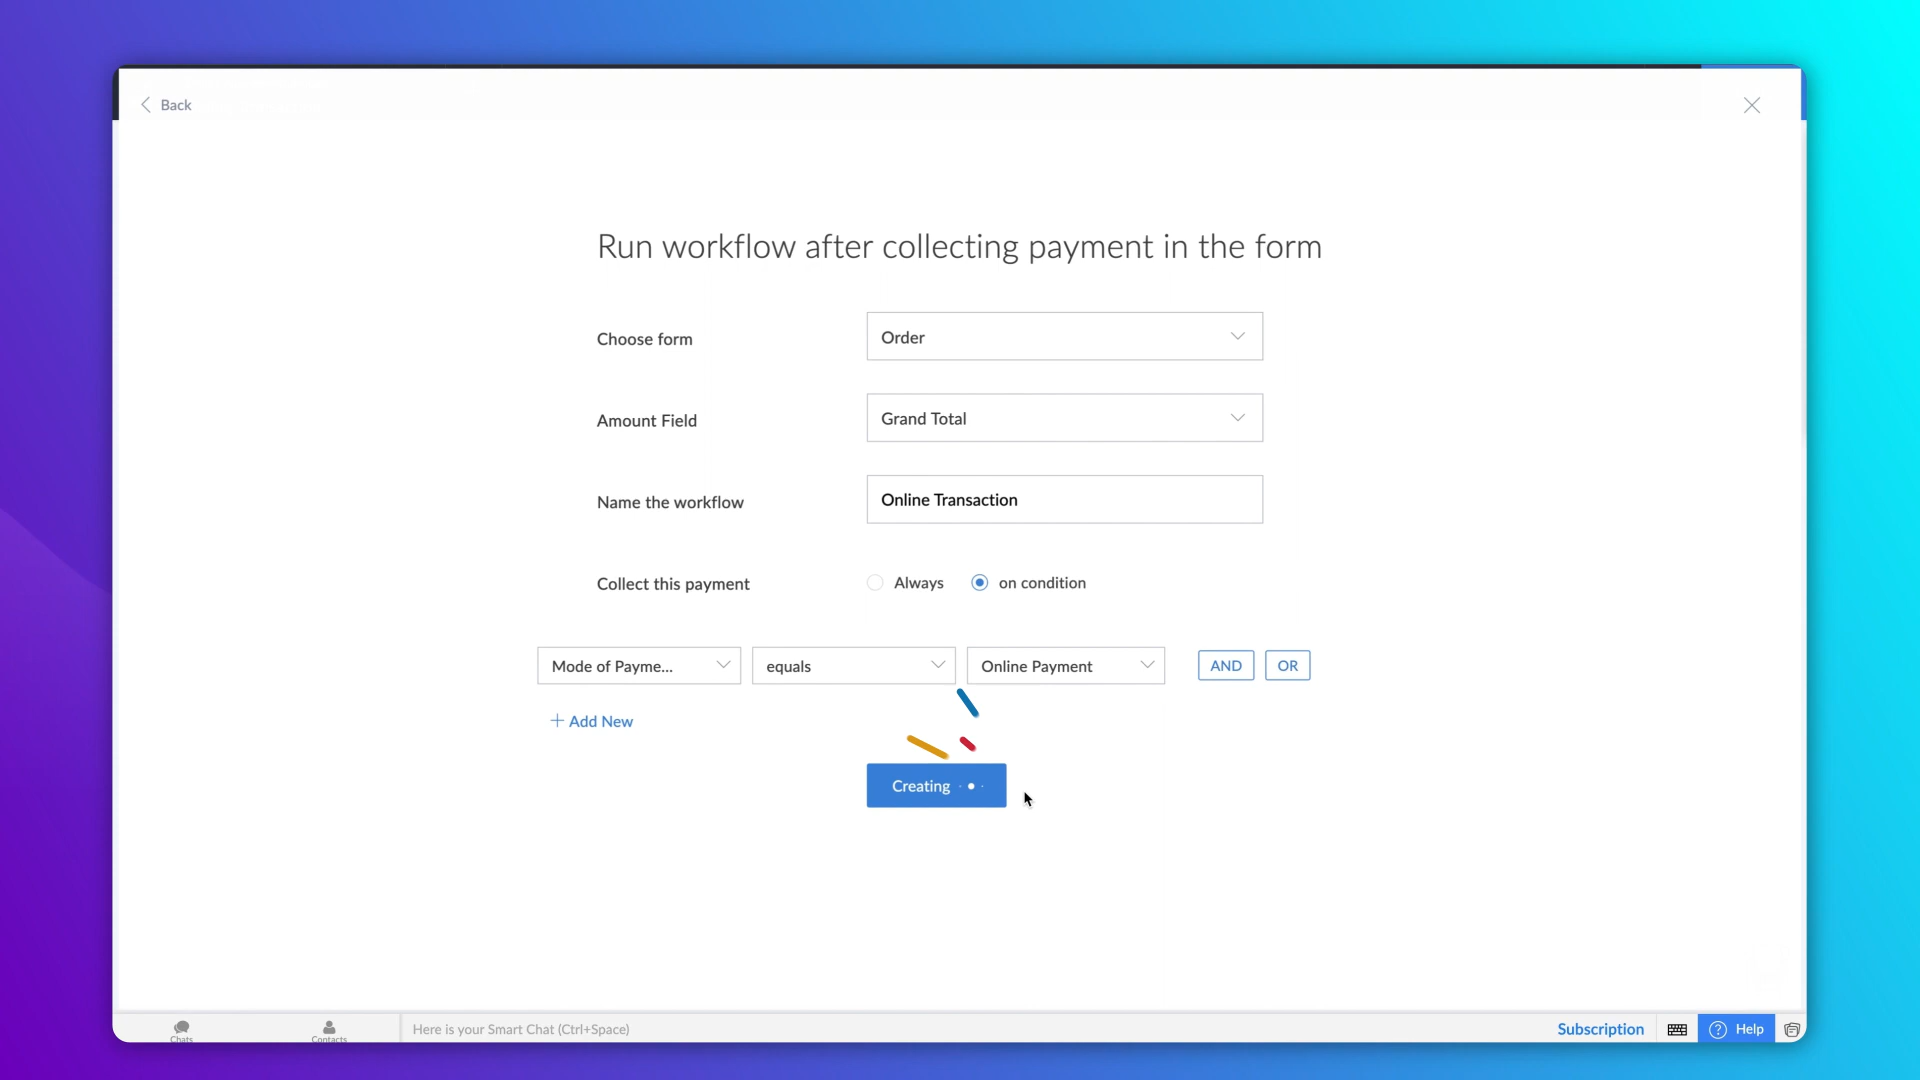 Back
Run workflow after collecting payment in the form
Choose form
Order
Amount Field
Grand Total
Name the workflow
Online Transaction
Collect this payment
Always
on condition
Mode of Payme...
equals
Online Payment
AND
OR
+ Add New
Creating
Chats
Contacts
Here is your Smart Chat (Ctrl+Space)
Subscription
? Help